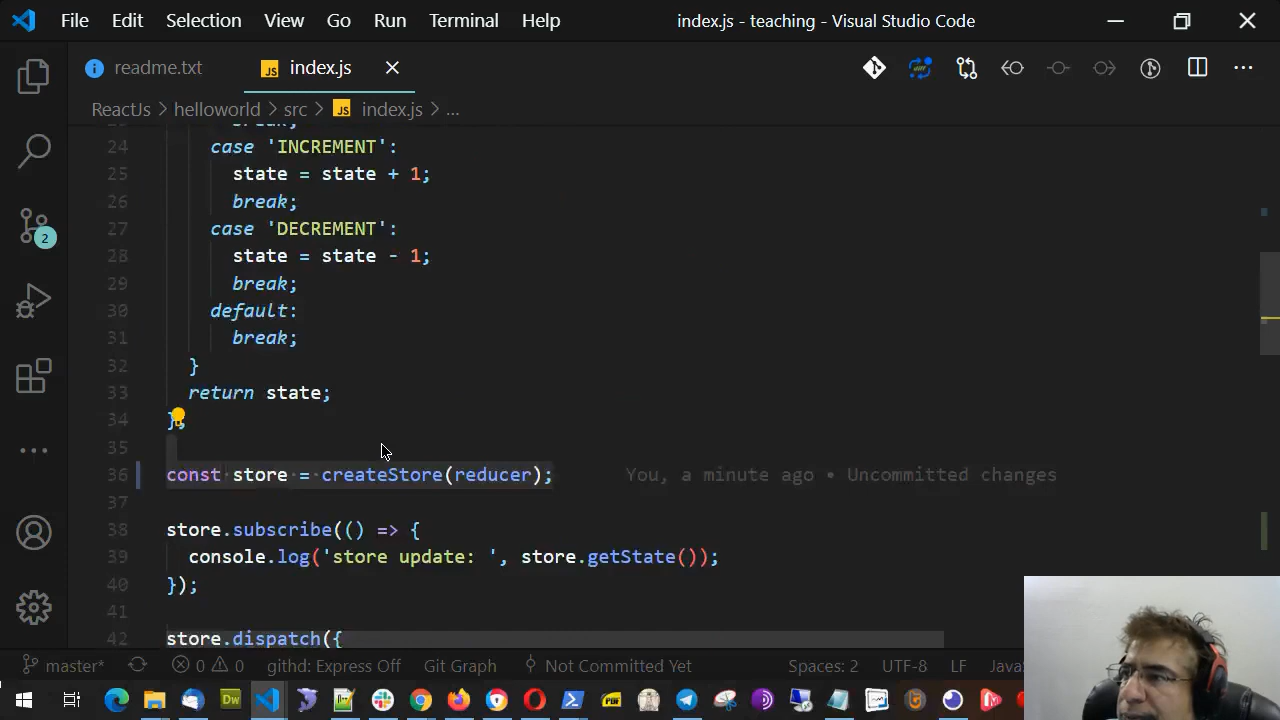 File Edit Selection View Go Run Terminal Help index.js - teaching - Visual Studio Code
readme.txt JS index.js
ReactJs > helloworld > src > JS index.js > ...
break;
24 case 'INCREMENT':
25 state = state + 1;
26 break;
27 case 'DECREMENT':
28 state = state - 1;
29 break;
30 default:
31 break;
32 }
33 return state;
34 };
35
36 const store = createStore(reducer); You, a minute ago • Uncommitted changes
37
38 store.subscribe(() => {
39 console.log('store update: ', store.getState());
40 });
41
42 store.dispatch({
2
master* 0 0 githd: Express Off Git Graph Not Committed Yet Spaces: 2 UTF-8 LF
Dw